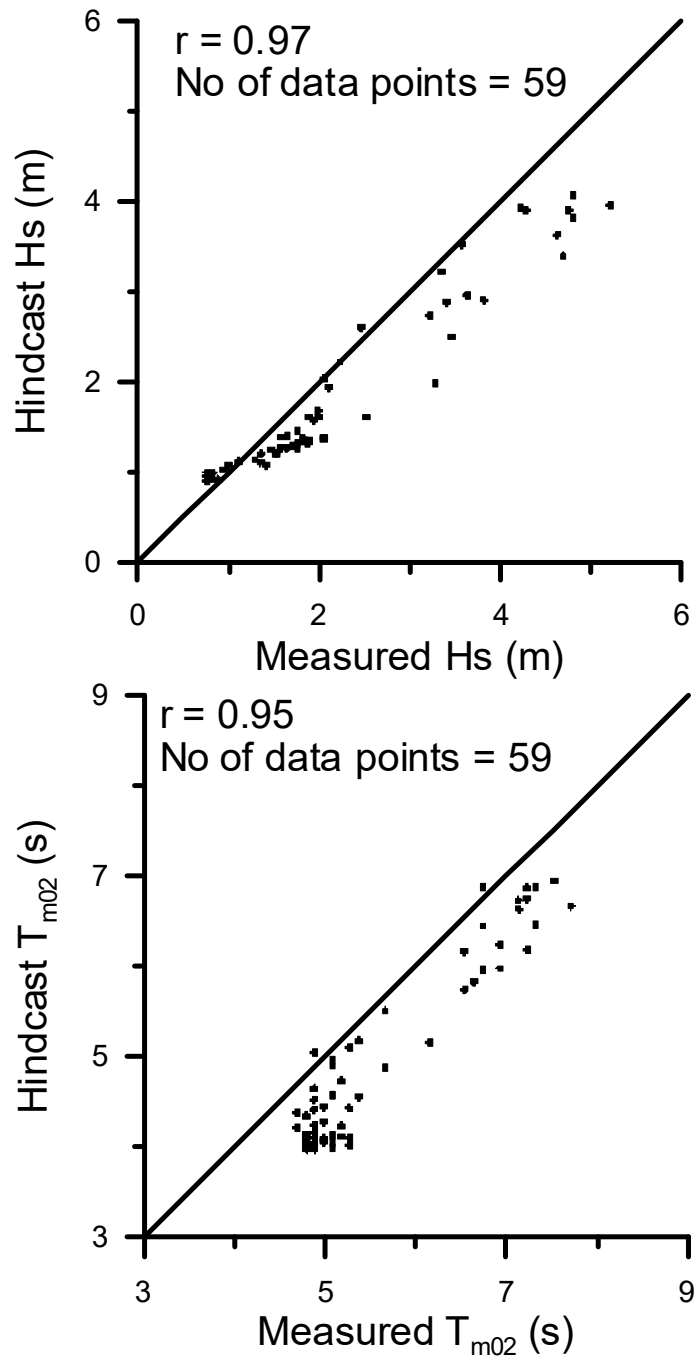 6
r = 0.97
No of data points = 59
4
Hindcast Hs (m)
2
0
0 2 4 6
Measured Hs (m)
9
r = 0.95
No of data points = 59
7
Hindcast Tm02 (s)
5
3
3 5 7 9
Measured Tm02 (s)